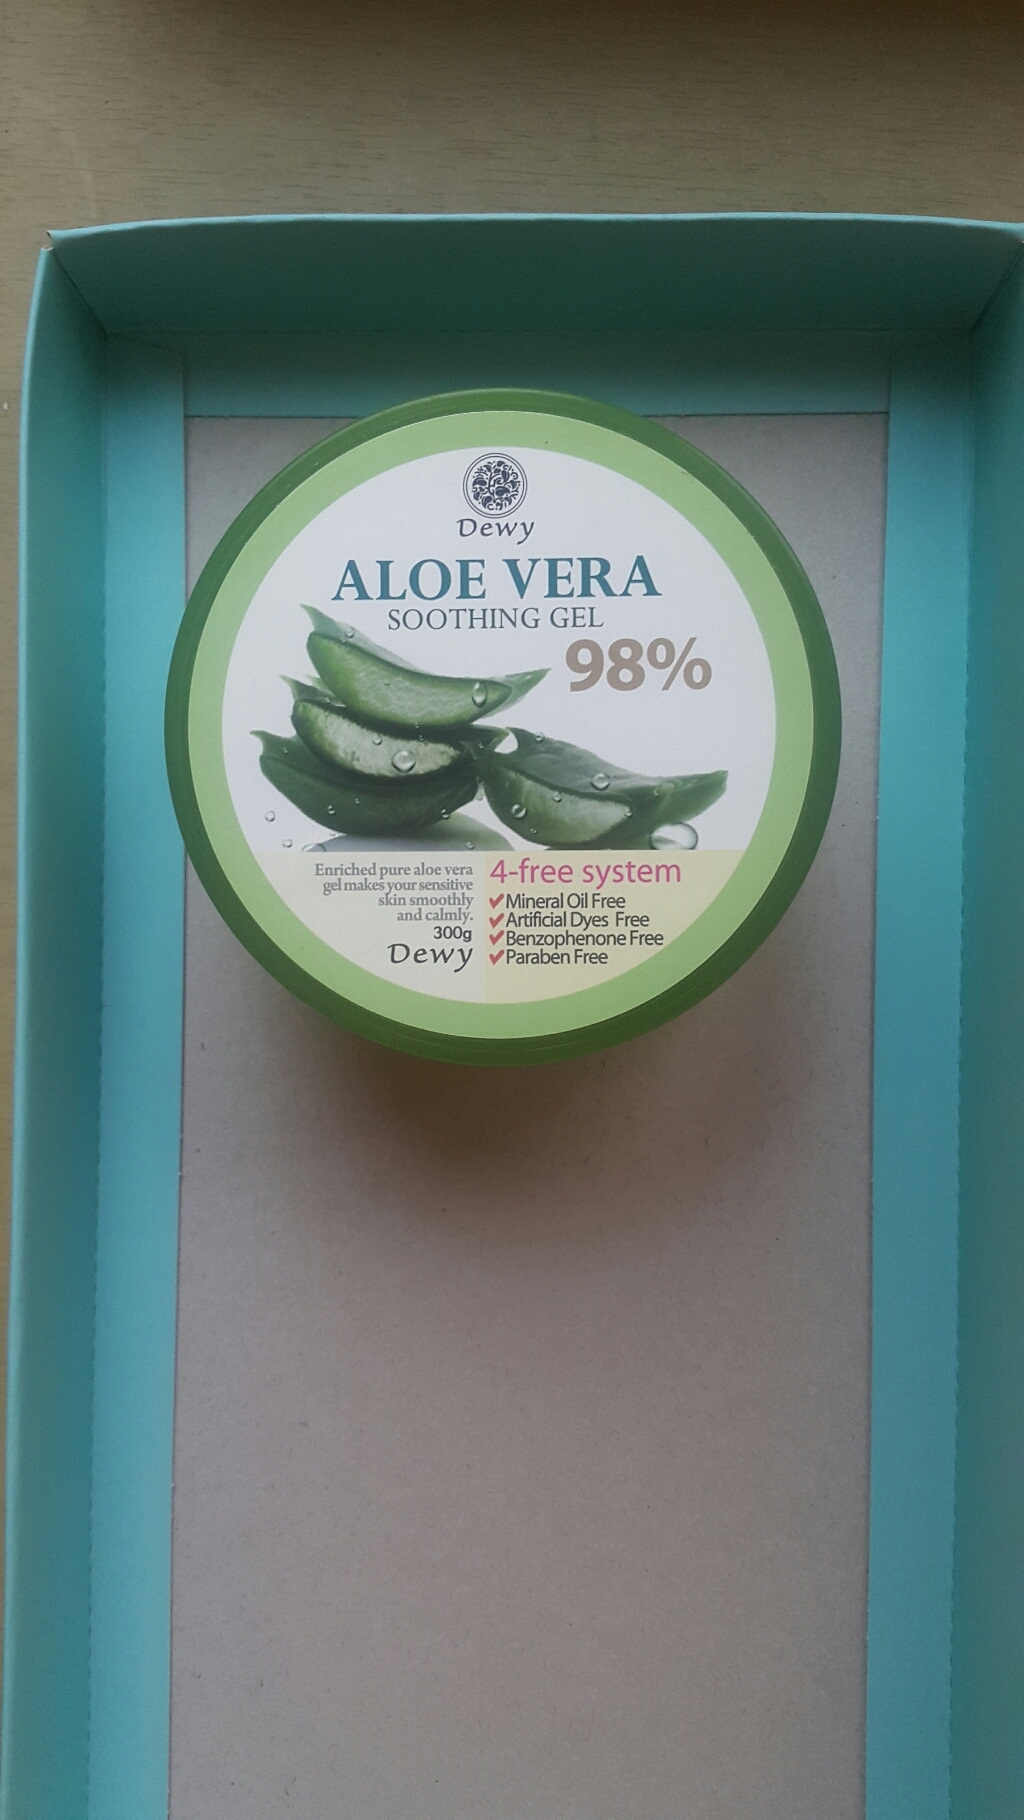 Dewy
ALOE VERA
SOOTHING GEL
98%
Enriched pure aloe vera
gel makes your sensitive
skin smoothly
and calmly.
300g
Dewy
4-free system
✔Mineral Oil Free
✔Artificial Dyes Free
✔Benzophenone Free
✔Paraben Free